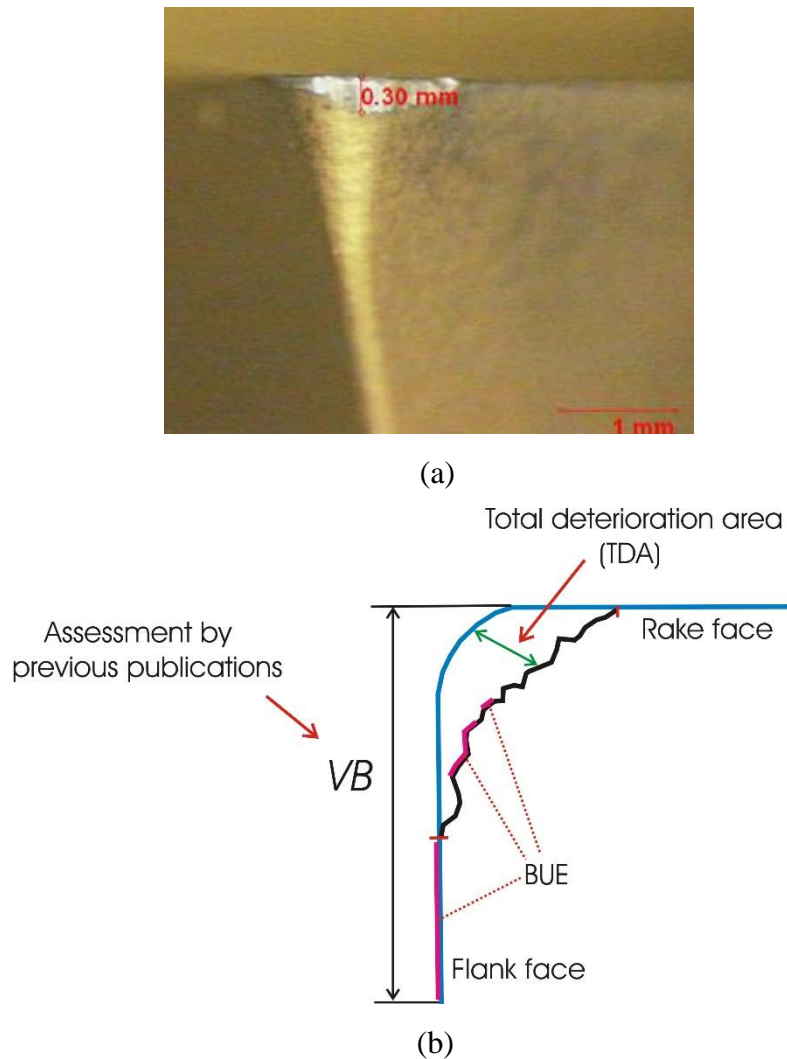 0.30 mm
1 mm
(a)
Total deterioration area
(TDA)
Assessment by
previous publications
Rake face
VB
BUE
Flank face
(b)